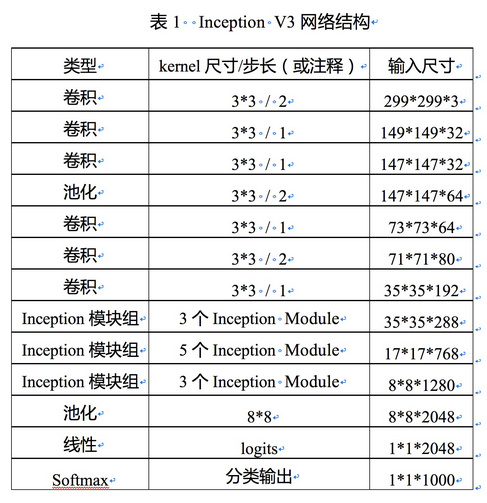 表 1 Inception V3 网络结构
类型 kernel 尺寸/步长（或注释） 输入尺寸
卷积 3*3 / 2 299*299*3
卷积 3*3 / 1 149*149*32
卷积 3*3 / 1 147*147*32
池化 3*3 / 2 147*147*64
卷积 3*3 / 1 73*73*64
卷积 3*3 / 2 71*71*80
卷积 3*3 / 1 35*35*192
Inception 模块组 3 个 Inception Module 35*35*288
Inception 模块组 5 个 Inception Module 17*17*768
Inception 模块组 3 个 Inception Module 8*8*1280
池化 8*8 8*8*2048
线性 logits 1*1*2048
Softmax 分类输出 1*1*1000